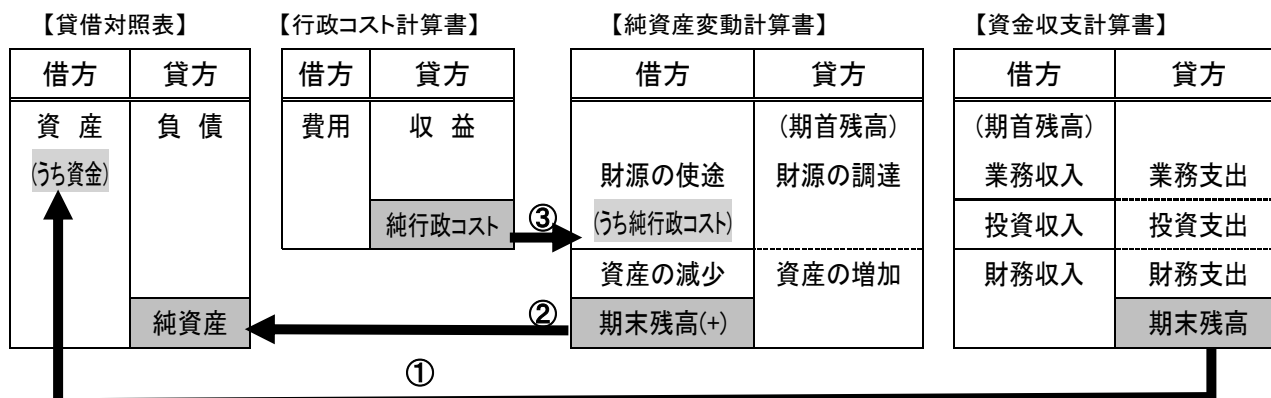 【貸借対照表】 【行政コスト計算書】 【純資産変動計算書】 【資金収支計算書】
借方 貸方 借方 貸方 借方 貸方 借方 貸方
資 産 負 債 費用 収 益 (期首残高) (期首残高)
(うち資金) 財源の使途 財源の調達 業務収入 業務支出
純行政コスト ③ (うち純行政コスト) 投資収入 投資支出
資産の減少 資産の増加 財務収入 財務支出
純資産 ② 期末残高(+) 期末残高
①